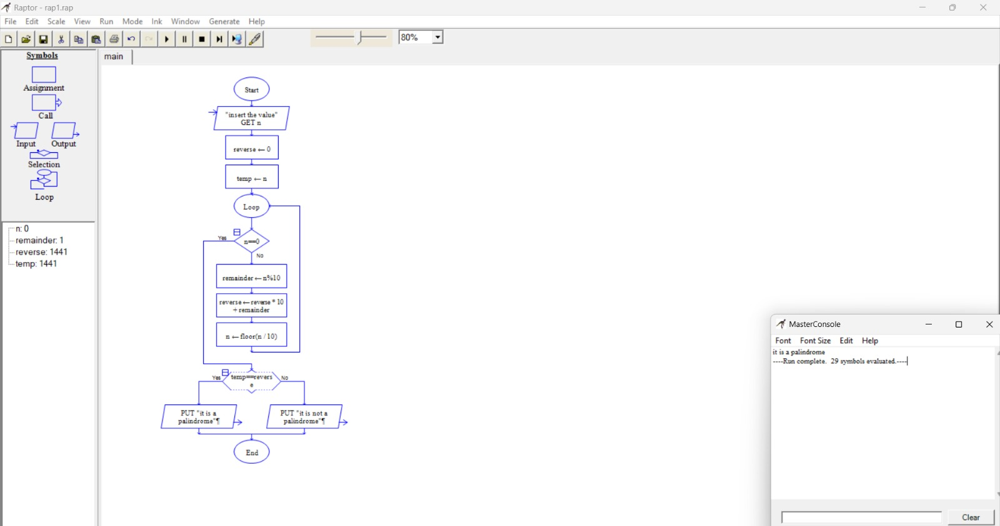 Raptor - rap1.rap
File Edit Scale View Run Mode Ink Window Generate Help
80%
Symbols
Assignment
Call
Input Output
Selection
Loop
n: 0
remainder: 1
reverse: 1441
temp: 1441
main
Start
"insert the value"
GET n
reverse ← 0
temp ← n
Loop
Yes
n==0
No
remainder ← n%10
reverse ← reverse * 10
+ remainder
n ← floor(n / 10)
Yes
temp==revers
e
No
PUT "it is a
palindrome"¶
PUT "it is not a
palindrome"¶
End
MasterConsole
Font Font Size Edit Help
it is a palindrome
----Run complete. 29 symbols evaluated.----
Clear